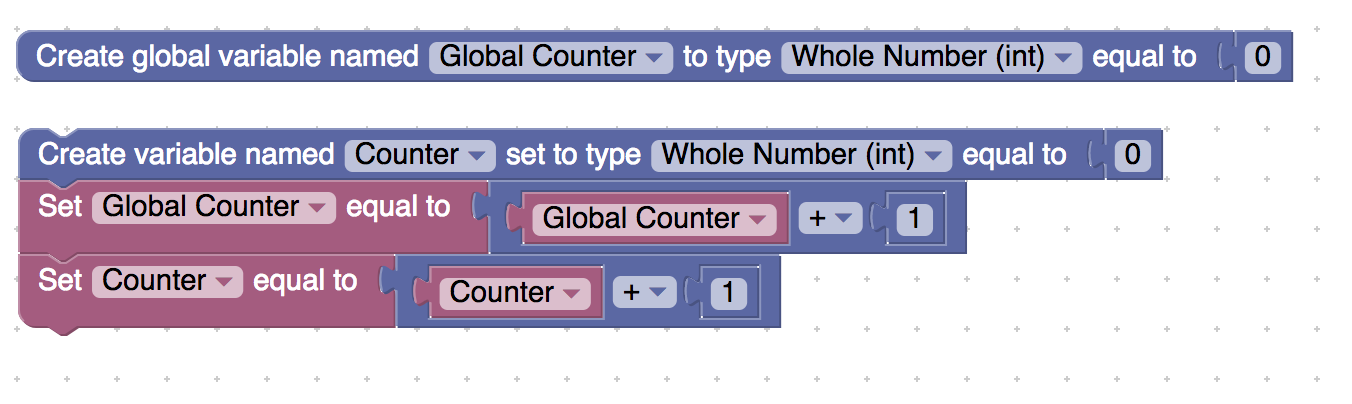 Create global variable named Global Counter to type Whole Number (int) equal to 0
Create variable named Counter set to type Whole Number (int) equal to 0
Set Global Counter equal to Global Counter + 1
Set Counter equal to Counter + 1